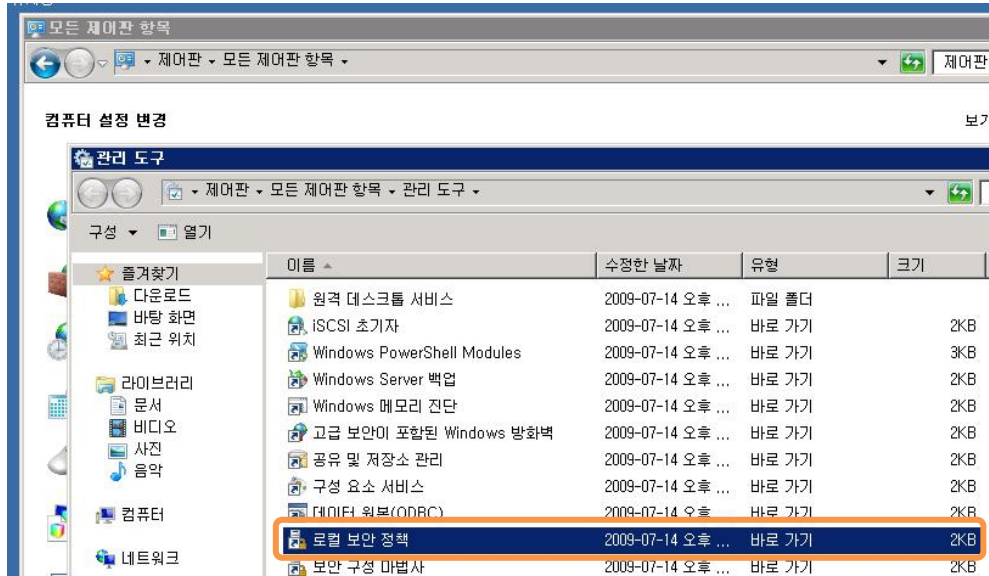 모든 제어판 항목
제어판 모든 제어판 항목
제어판
컴퓨터 설정 변경
보기
관리 도구
제어판 모든 제어판 항목 관리 도구
구성 열기
즐겨찾기
다운로드
바탕 화면
최근 위치
라이브러리
문서
비디오
사진
음악
컴퓨터
네트워크
이름 수정한 날짜 유형 크기
원격 데스크톱 서비스 2009-07-14 오후 ... 파일 폴더
iSCSI 초기자 2009-07-14 오후 ... 바로 가기 2KB
Windows PowerShell Modules 2009-07-14 오후 ... 바로 가기 3KB
Windows Server 백업 2009-07-14 오후 ... 바로 가기 2KB
Windows 메모리 진단 2009-07-14 오후 ... 바로 가기 2KB
고급 보안이 포함된 Windows 방화벽 2009-07-14 오후 ... 바로 가기 2KB
공유 및 저장소 관리 2009-07-14 오후 ... 바로 가기 2KB
구성 요소 서비스 2009-07-14 오후 ... 바로 가기 2KB
데이터 원본(ODBC) 2009-07-14 오후 ... 바로 가기 2KB
로컬 보안 정책 2009-07-14 오후 ... 바로 가기 2KB
보안 구성 마법사 2009-07-14 오후 ... 바로 가기 2KB